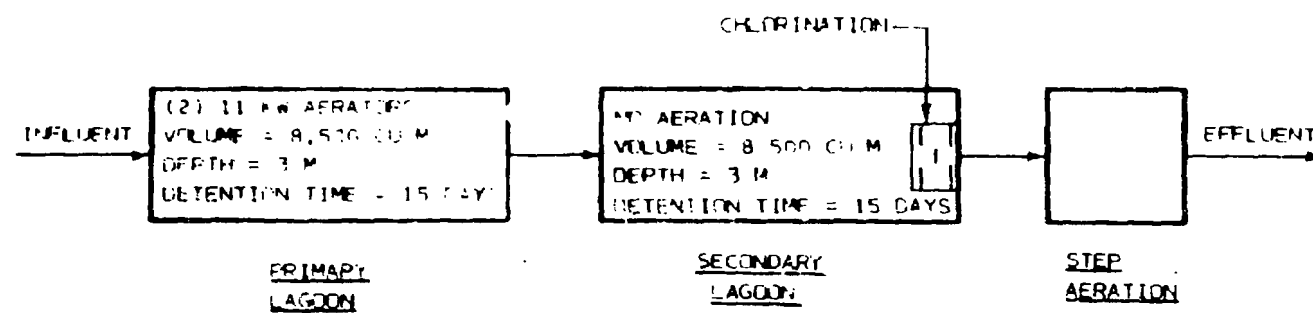 CHLORINATION
INFLUENT
(2) 11 KW AERATORS
VOLUME = 8,500 CU M
DEPTH = 3 M
DETENTION TIME = 15 DAY
NO AERATION
VOLUME = 8 500 CU M
DEPTH = 3 M
DETENTION TIME = 15 DAYS
EFFLUENT
PRIMARY
LAGOON
SECONDARY
LAGOON
STEP
AERATION